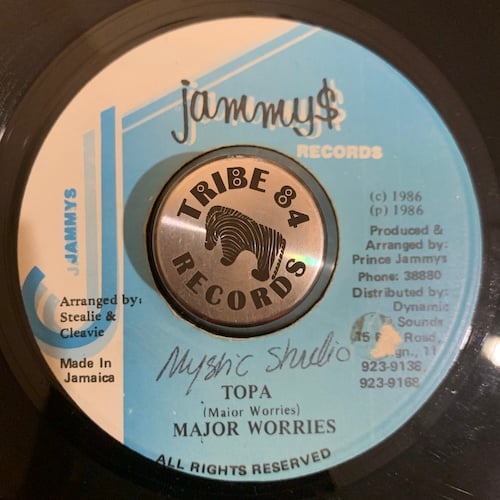 jammy$
RECORDS
JAMMYS
TRIBE 84
RECORDS
(c) 1986
(p) 1986
Produced &
Arranged by:
Prince Jammys
Phone: 38880
Distributed by:
Dynamic
Sounds
Road,
11
923-9138,
923-9168
Arranged by:
Stealie &
Cleavie
Made In
Jamaica
Mystic Studio
TOPA
(Maior Worries)
MAJOR WORRIES
ALL RIGHTS RESERVED